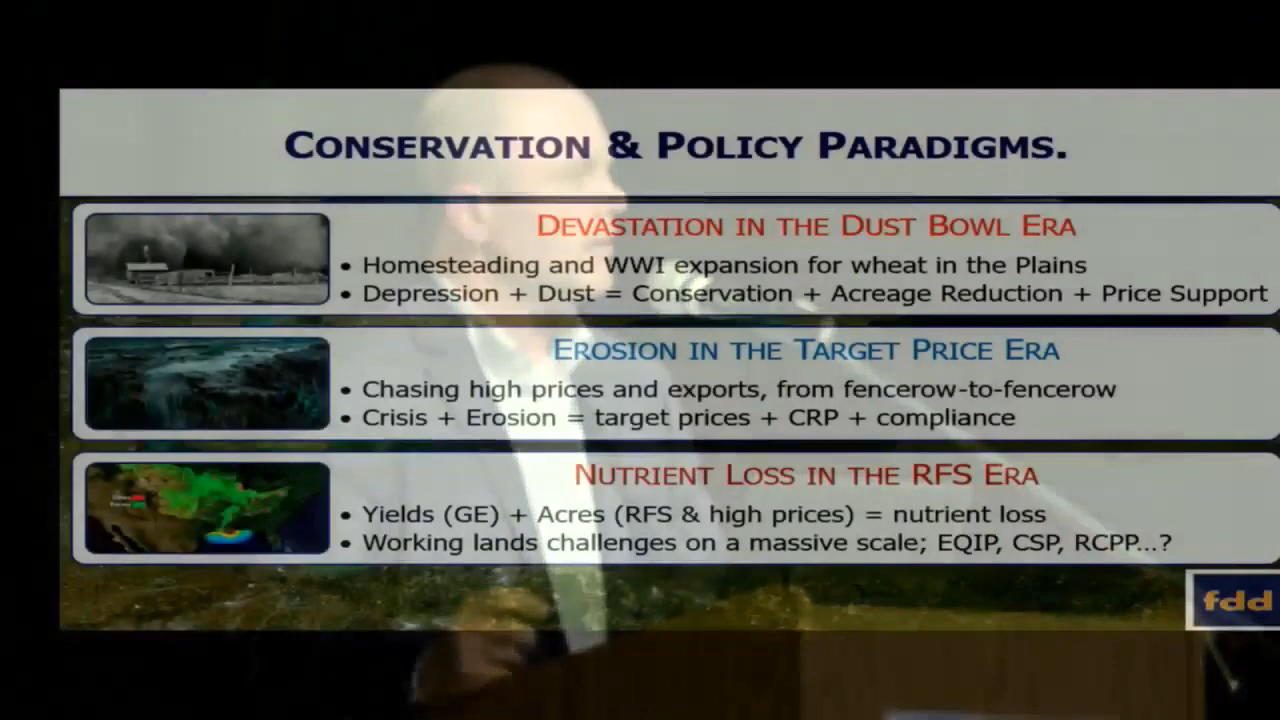 CONSERVATION & POLICY PARADIGMS.
DEVASTATION IN THE DUST BOWL ERA
• Homesteading and WWI expansion for wheat in the Plains
• Depression + Dust = Conservation + Acreage Reduction + Price Support
EROSION IN THE TARGET PRICE ERA
• Chasing high prices and exports, from fencerow-to-fencerow
• Crisis + Erosion = target prices + CRP + compliance
NUTRIENT LOSS IN THE RFS ERA
• Yields (GE) + Acres (RFS & high prices) = nutrient loss
• Working lands challenges on a massive scale; EQIP, CSP, RCPP...?
fdd